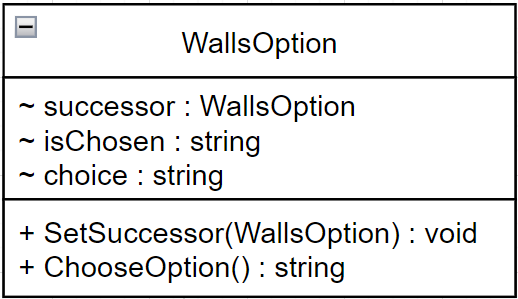 WallsOption
~ successor : WallsOption
~ isChosen : string
~ choice : string
+ SetSuccessor(WallsOption) : void
+ ChooseOption() : string